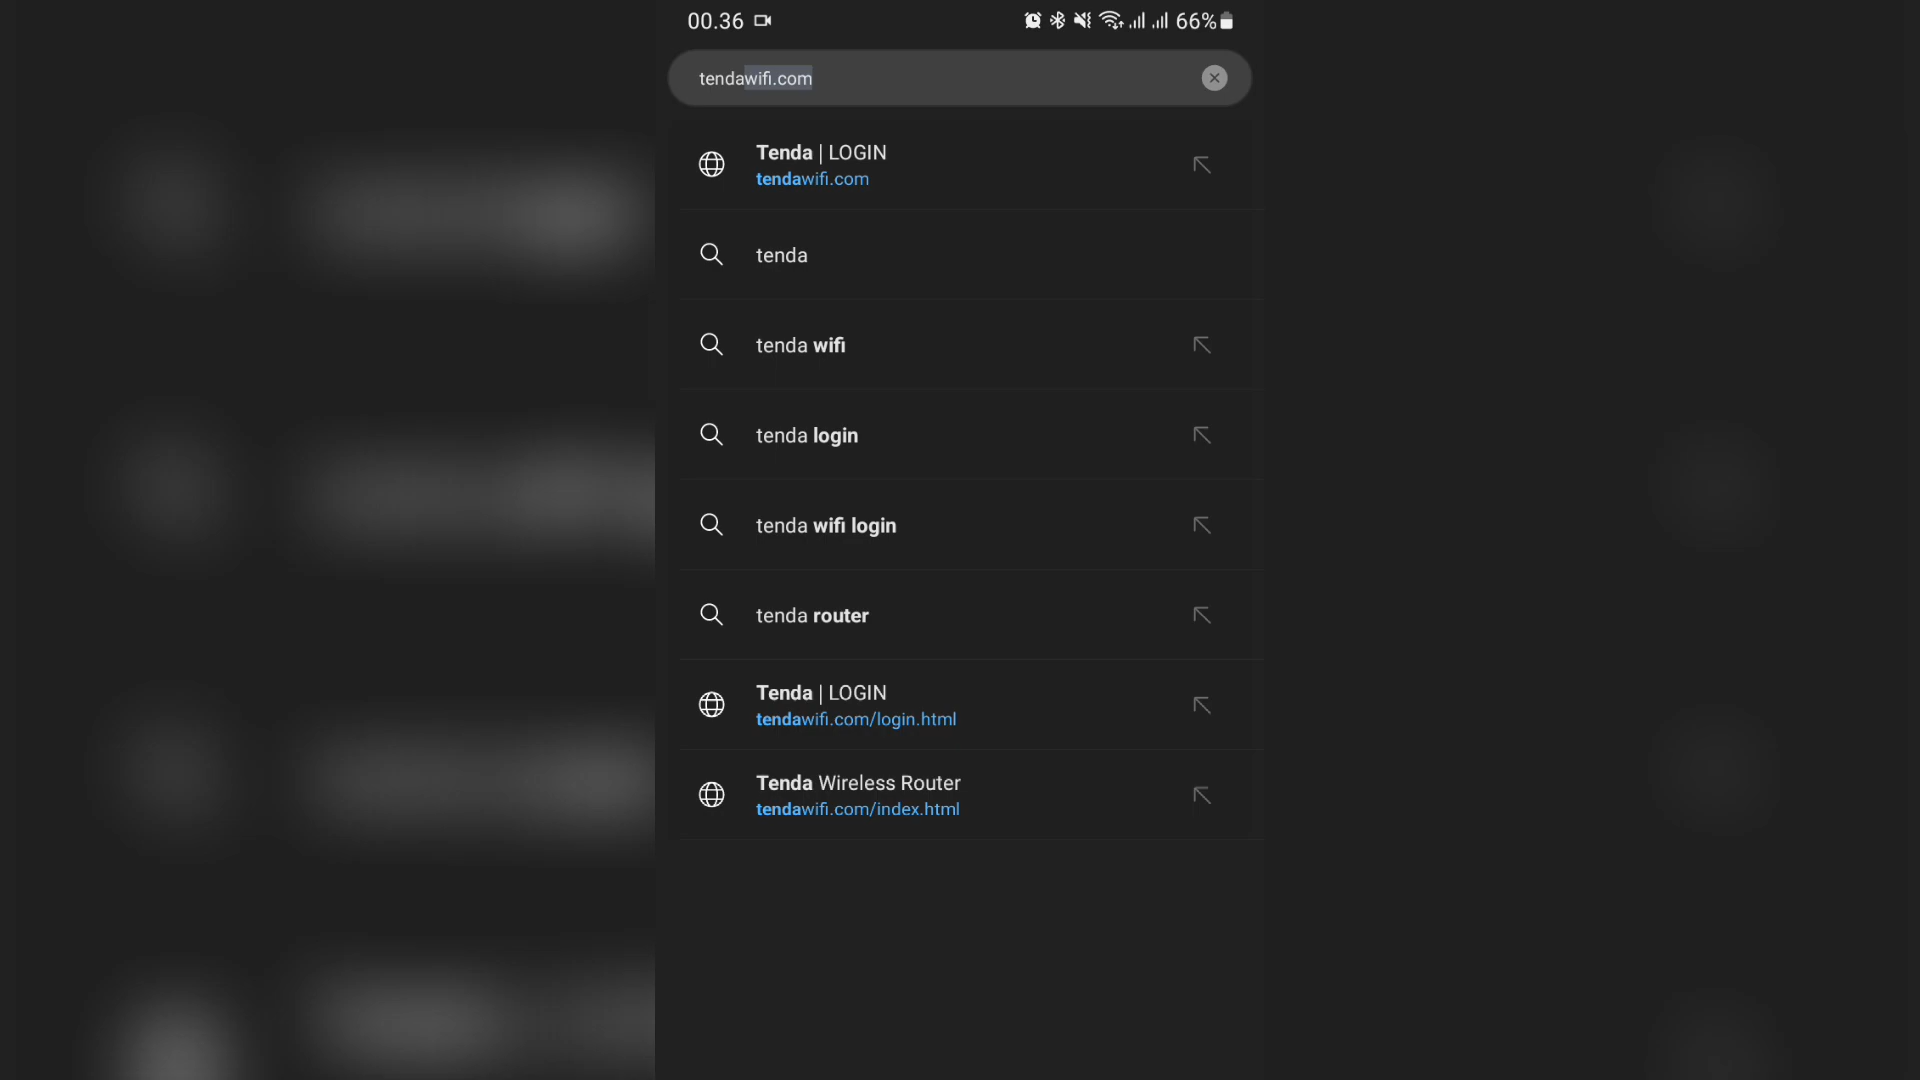 00.36 66%
tendawifi.com
Tenda | LOGIN
tendawifi.com
tenda
tenda wifi
tenda login
tenda wifi login
tenda router
Tenda | LOGIN
tendawifi.com/login.html
Tenda Wireless Router
tendawifi.com/index.html